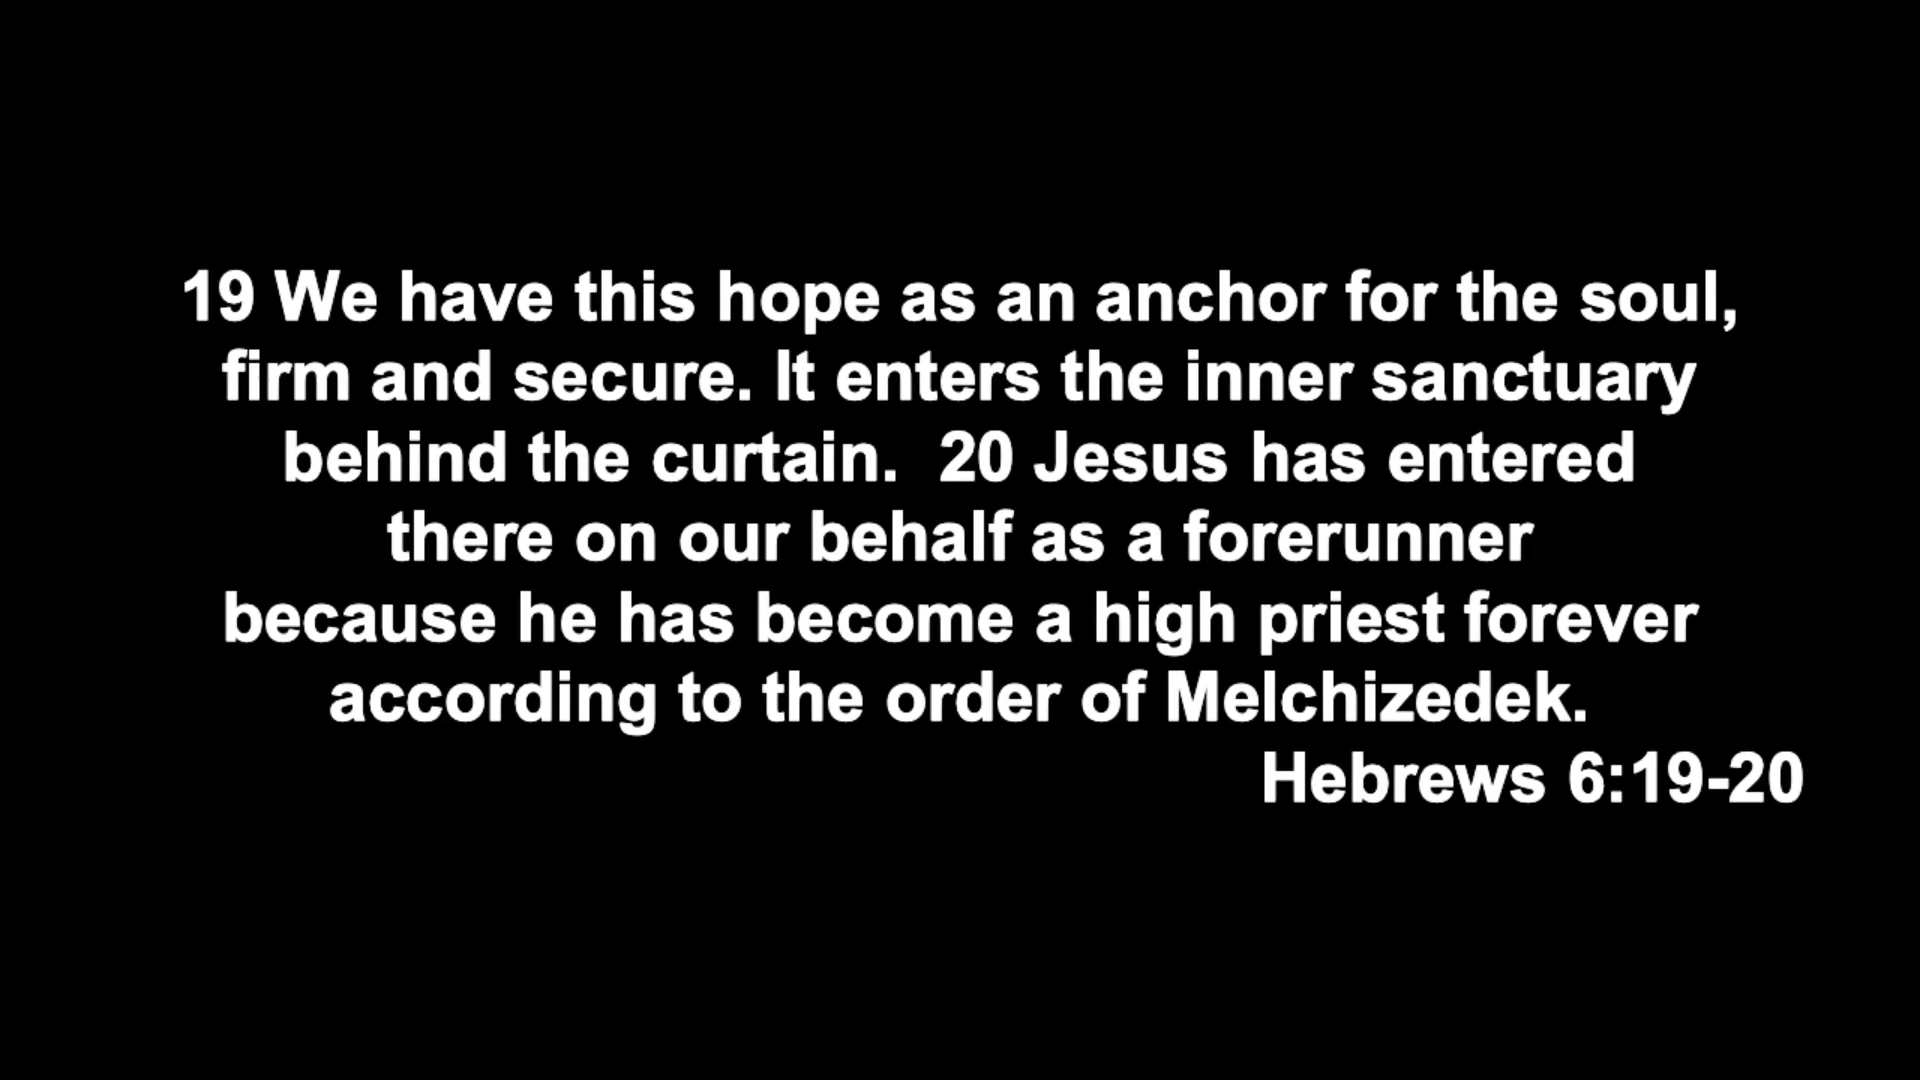 19 We have this hope as an anchor for the soul,
firm and secure. It enters the inner sanctuary
behind the curtain.  20 Jesus has entered
there on our behalf as a forerunner
because he has become a high priest forever
according to the order of Melchizedek.
Hebrews 6:19-20